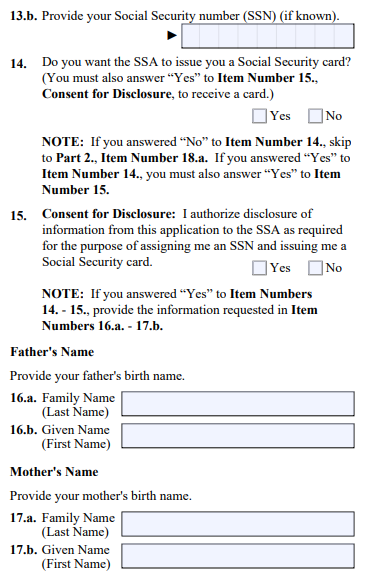 13.b. Provide your Social Security number (SSN) (if known).
14. Do you want the SSA to issue you a Social Security card?
(You must also answer “Yes” to Item Number 15.,
Consent for Disclosure, to receive a card.)
Yes No
NOTE: If you answered “No” to Item Number 14., skip
to Part 2., Item Number 18.a. If you answered “Yes” to
Item Number 14., you must also answer “Yes” to Item
Number 15.
15. Consent for Disclosure: I authorize disclosure of
information from this application to the SSA as required
for the purpose of assigning me an SSN and issuing me a
Social Security card.
Yes No
NOTE: If you answered “Yes” to Item Numbers
14. - 15., provide the information requested in Item
Numbers 16.a. - 17.b.
Father's Name
Provide your father's birth name.
16.a. Family Name
(Last Name)
16.b. Given Name
(First Name)
Mother's Name
Provide your mother's birth name.
17.a. Family Name
(Last Name)
17.b. Given Name
(First Name)